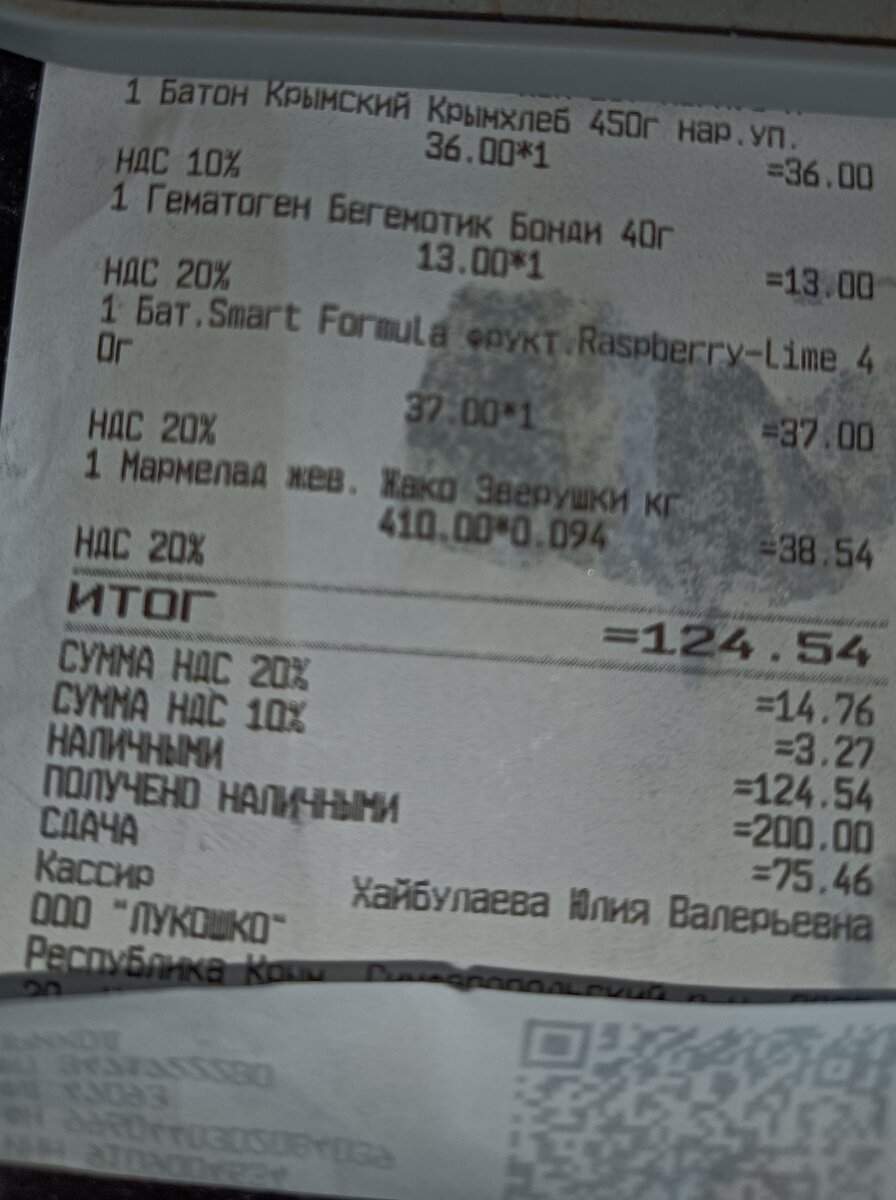 1 Батон Крымский Крымхлеб 450г нар.уп.
36.00*1 =36.00
НДС 10%
1 Гематоген Бегемотик Бонди 40г
13.00*1 =13.00
НДС 20%
1 Бат.Smart Formula фрукт.Raspberry-Lime 4
0г
37.00*1 =37.00
НДС 20%
1 Мармелад жев. Жако Зверушки кг
410.00*0.094 =38.54
НДС 20%
ИТОГ =124.54
СУММА НДС 20% =14.76
СУММА НДС 10% =3.27
НАЛИЧНЫМИ =124.54
ПОЛУЧЕНО НАЛИЧНЫМИ =200.00
СДАЧА =75.46
Кассир Хайбулаева Юлия Валерьевна
ООО "ЛУКОШКО"
Республика Крым